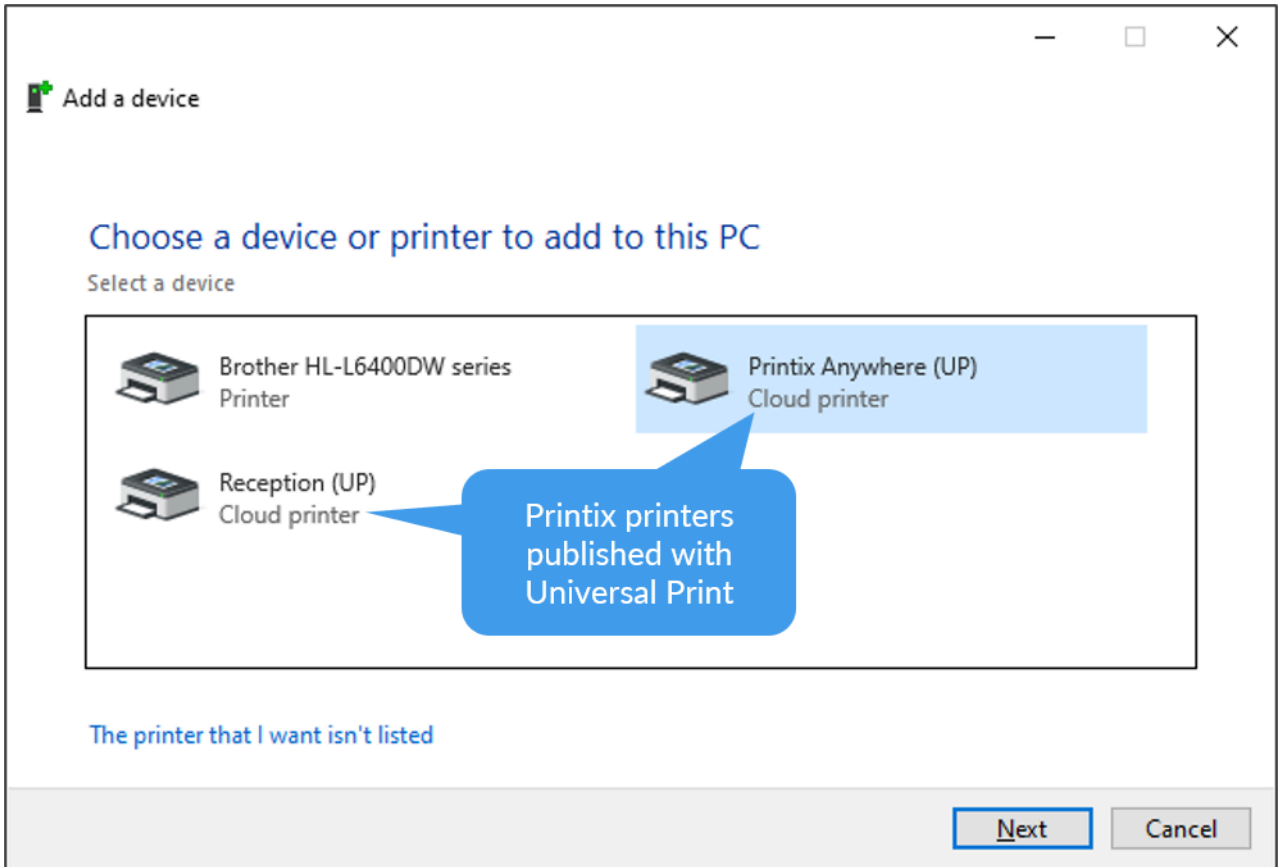 Add a device
Choose a device or printer to add to this PC
Select a device
Brother HL-L6400DW series
Printer
Printix Anywhere (UP)
Cloud printer
Reception (UP)
Cloud printer
Printix printers
published with
Universal Print
The printer that I want isn't listed
Next
Cancel